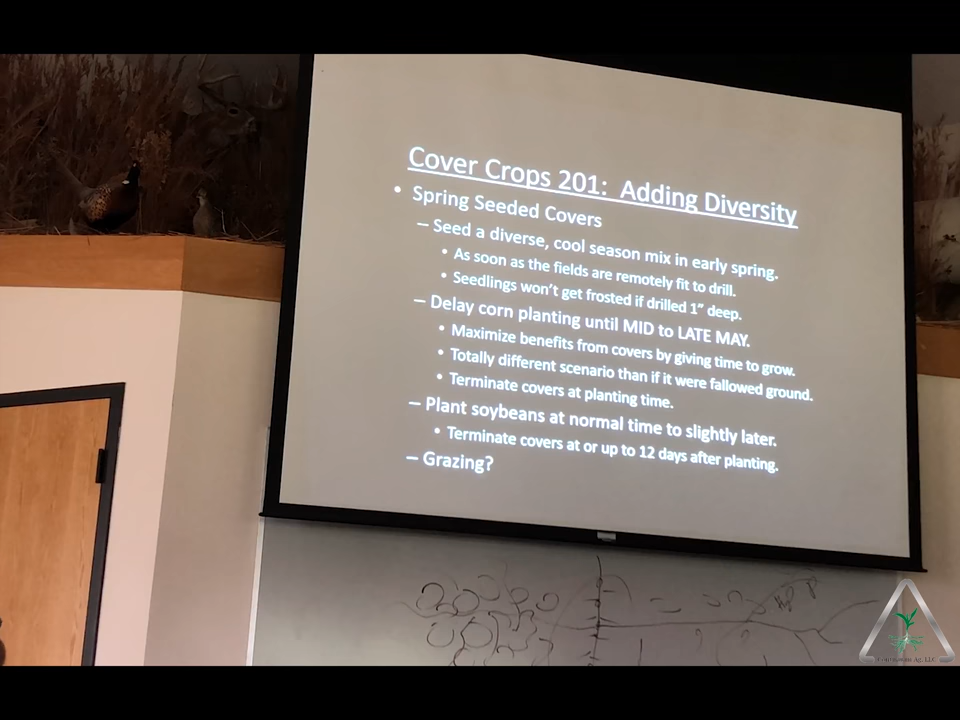 Cover Crops 201: Adding Diversity
• Spring Seeded Covers
– Seed a diverse, cool season mix in early spring.
• As soon as the fields are remotely fit to drill.
• Seedlings won't get frosted if drilled 1" deep.
– Delay corn planting until MID to LATE MAY.
• Maximize benefits from covers by giving time to grow.
• Totally different scenario than if it were fallowed ground.
• Terminate covers at planting time.
– Plant soybeans at normal time to slightly later.
• Terminate covers at or up to 12 days after planting.
– Grazing?
Ag, LLC